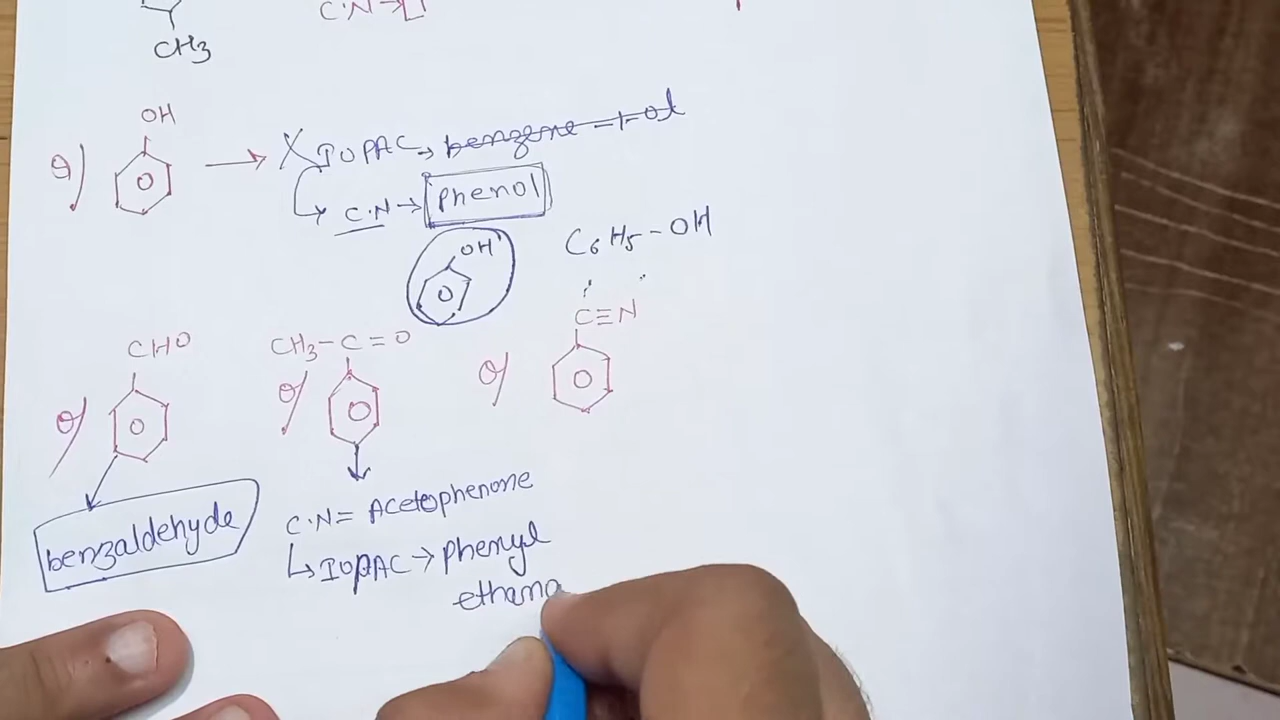 C·N→
CH3
OH
9) → X IUPAC → benzene-1-ol
C·N → Phenol
OH
C6H5-OH
C≡N
CHO
CH3-C=O
benzaldehyde
C·N = Acetophenone
IUPAC → Phenyl
ethano